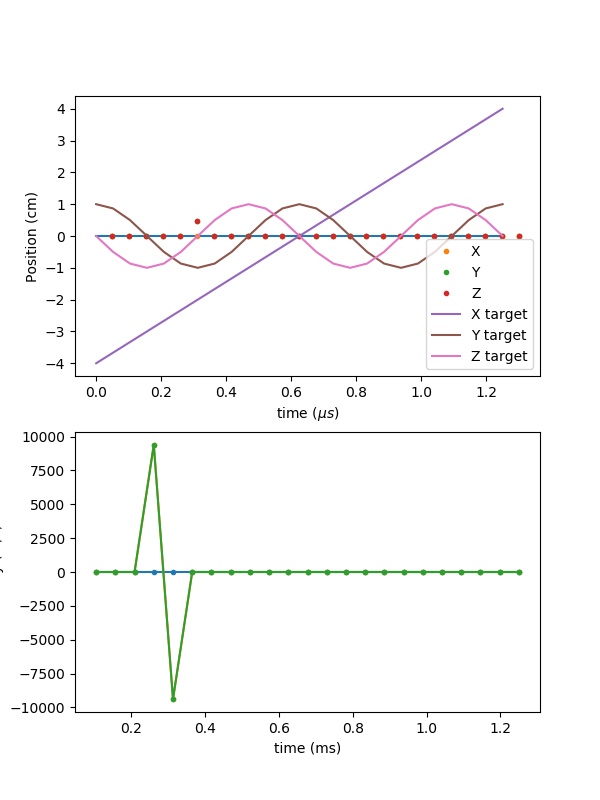 4
3
2
1
0
−1
−2
−3
−4
Position (cm)
X
Y
Z
X target
Y target
Z target
0.0 0.2 0.4 0.6 0.8 1.0 1.2
time (μs)
10000
7500
5000
2500
0
−2500
−5000
−7500
−10000
0.2 0.4 0.6 0.8 1.0 1.2
time (ms)